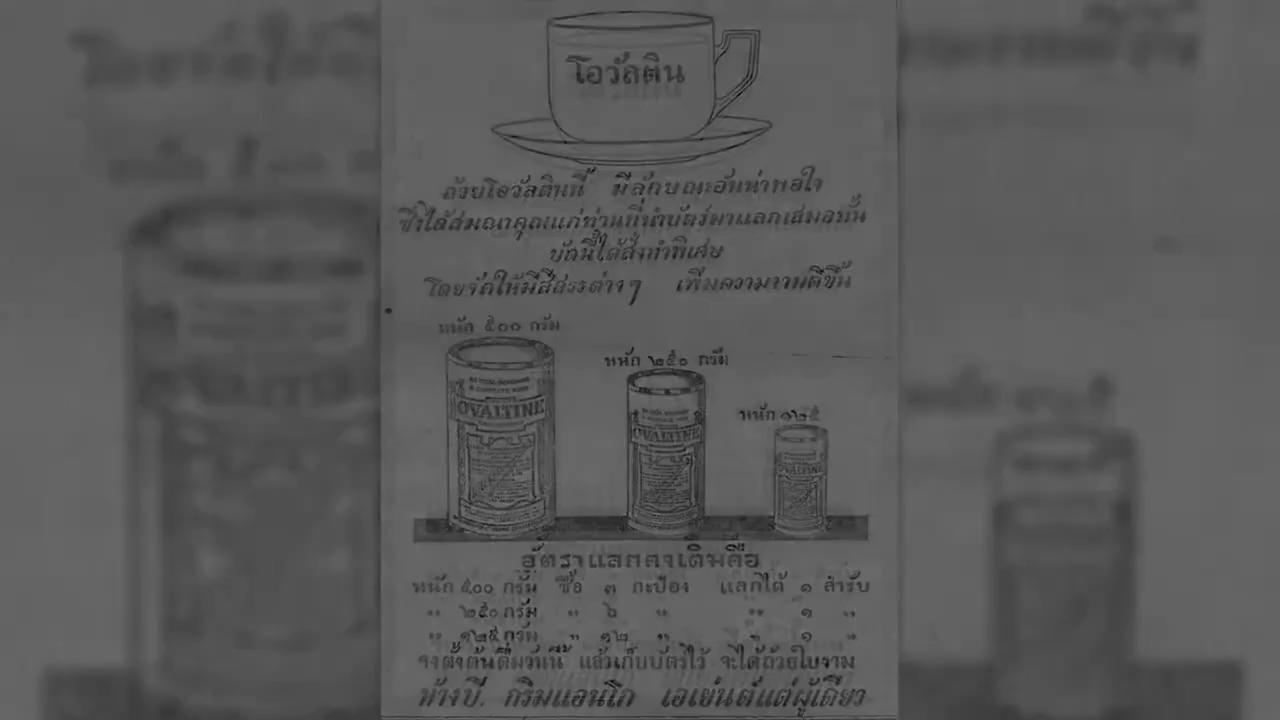 โอวัลติน
ถ้วยโอวัลตินนี้ มีลักษณะอันน่าพอใจ
ซึ่งได้สมนาคุณแก่ท่านที่นำบัตร์มาแลกเสมอนั้น
บัดนี้ได้สั่งทำพิเศษ
โดยจัดให้มีสีสรรต่างๆ เพิ่มความงามดีขึ้น
หนัก ๕๐๐ กรัม
หนัก ๒๕๐ กรัม
หนัก ๑๒๕
OVALTINE
OVALTINE
OVALTINE
อัตราแลกคงเดิมคือ
หนัก ๕๐๐ กรัม ซื้อ ๓ กะป๋อง แลกได้ ๑ สำรับ
,, ๒๕๐ กรัม ,, ๖ ,, ,, ๑ ,,
,, ๑๒๕ กรัม ,, ๑๒ ,, ,, ๑ ,,
จงตั้งต้นดื่มวันนี้ แล้วเก็บบัตรไว้ จะได้ถ้วยใบงาม
ห้างบี. กริมแอนโก เอเย่นต์แต่ผู้เดียว